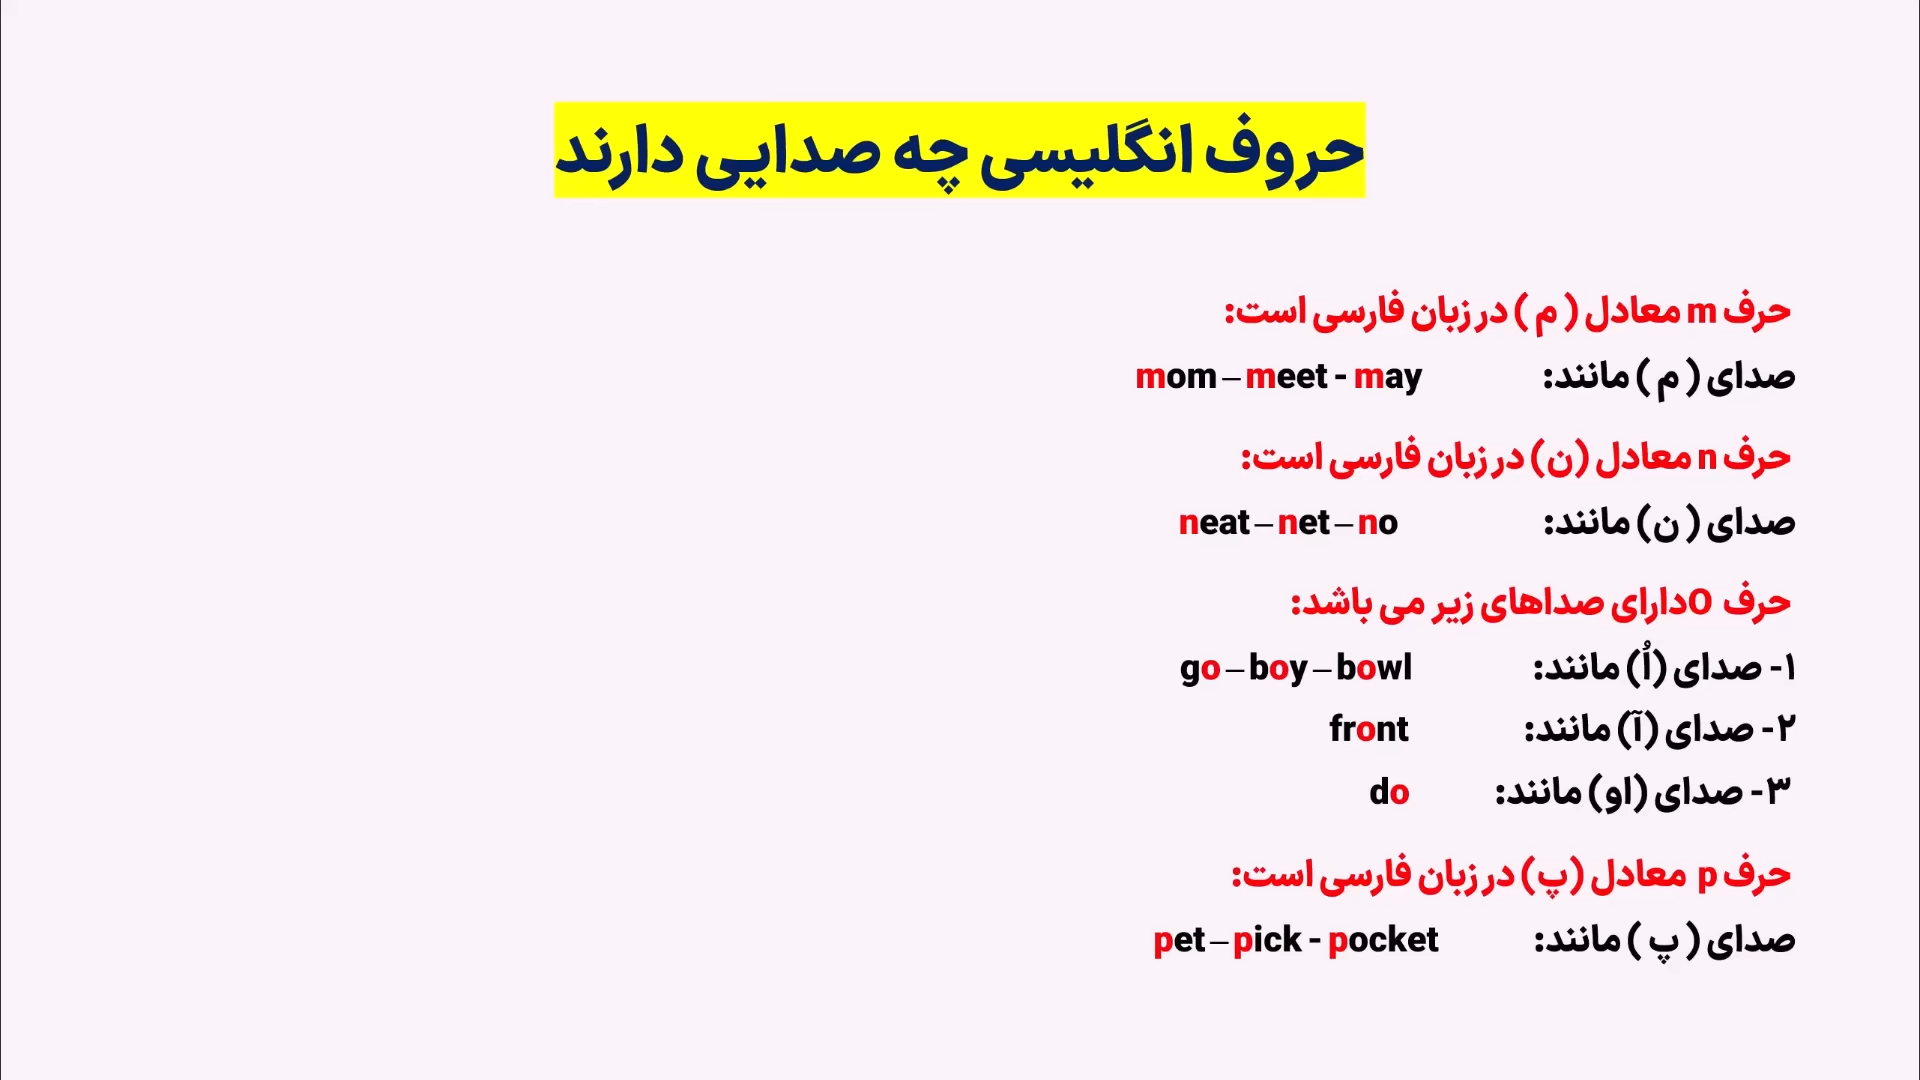 حروف انگلیسی چه صدایی دارند
حرف m معادل ( م ) در زبان فارسی است:
صدای ( م ) مانند: mom – meet - may
حرف n معادل (ن) در زبان فارسی است:
صدای ( ن) مانند: neat – net – no
حرف O دارای صداهای زیر می باشد:
۱- صدای (اُ) مانند: go – boy – bowl
۲- صدای (آ) مانند: front
۳- صدای (او) مانند: do
حرف p معادل (پ) در زبان فارسی است:
صدای ( پ ) مانند: pet – pick - pocket